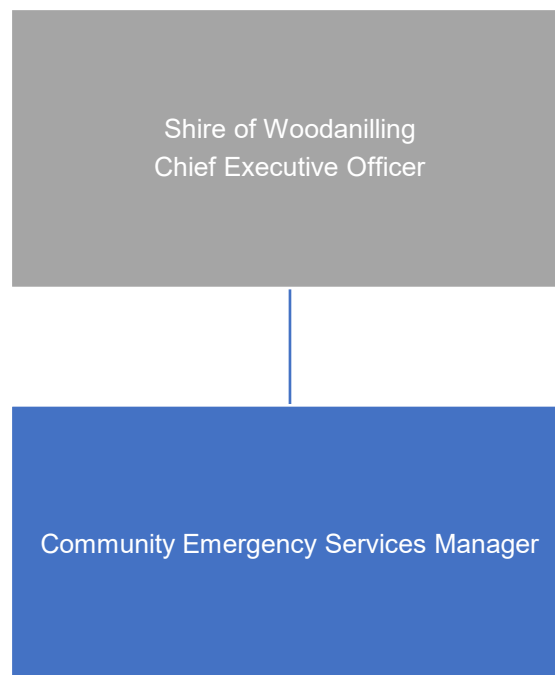 Shire of Woodanilling
Chief Executive Officer
Community Emergency Services Manager